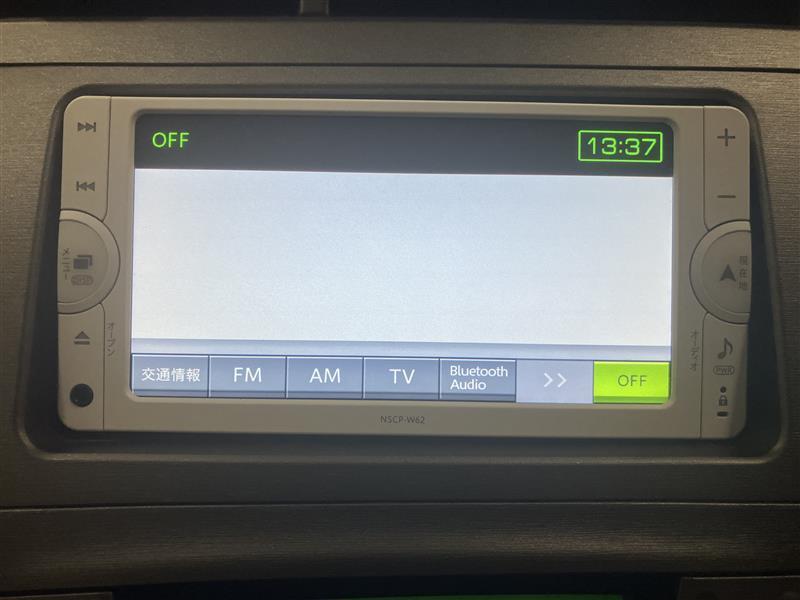 OFF
13:37
メニュー
DISP
オープン
現在地
オーディオ
PWR
交通情報
FM
AM
TV
Bluetooth
Audio
>>
OFF
NSCP-W62